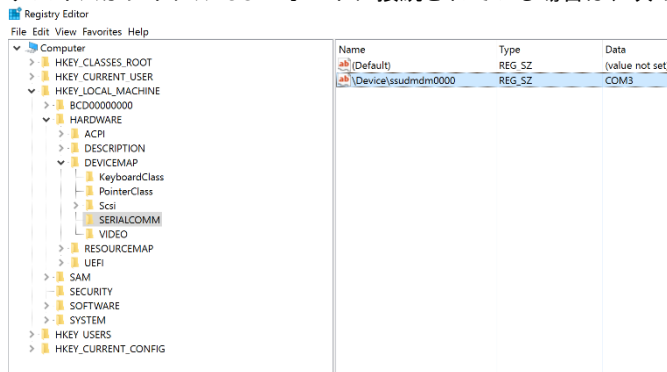 Registry Editor
File Edit View Favorites Help
Computer
HKEY_CLASSES_ROOT
HKEY_CURRENT_USER
HKEY_LOCAL_MACHINE
BCD00000000
HARDWARE
ACPI
DESCRIPTION
DEVICEMAP
KeyboardClass
PointerClass
Scsi
SERIALCOMM
VIDEO
RESOURCEMAP
UEFI
SAM
SECURITY
SOFTWARE
SYSTEM
HKEY_USERS
HKEY_CURRENT_CONFIG
Name Type Data
(Default) REG_SZ (value not set
\Device\ssudmdm0000 REG_SZ COM3